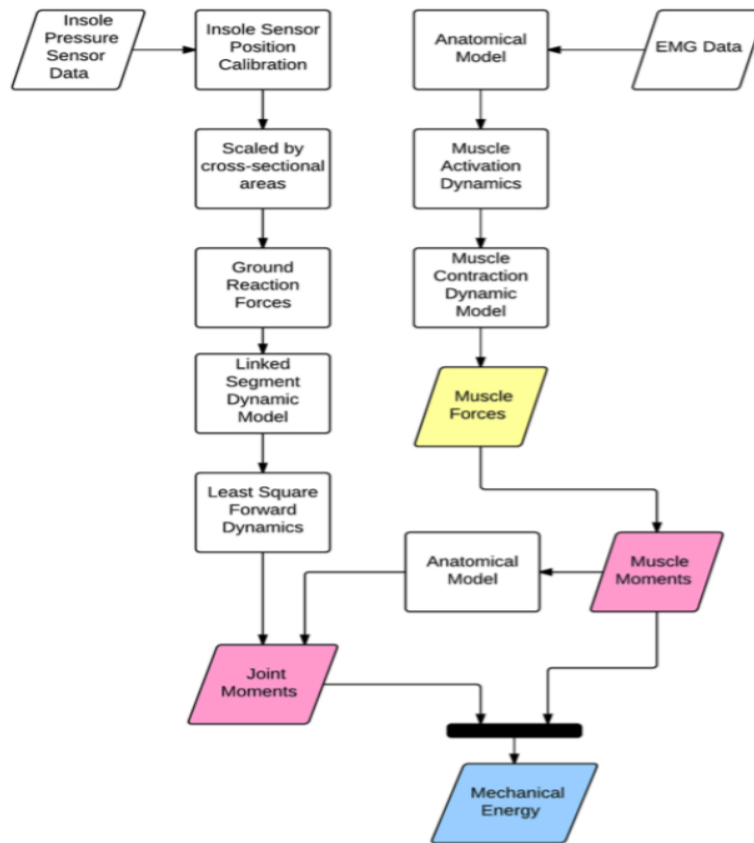 Insole
Pressure
Sensor
Data
Insole Sensor
Position
Calibration
Anatomical
Model
EMG Data
Scaled by
cross-sectional
areas
Muscle
Activation
Dynamics
Ground
Reaction
Forces
Muscle
Contraction
Dynamic
Model
Linked
Segment
Dynamic
Model
Muscle
Forces
Least Square
Forward
Dynamics
Anatomical
Model
Muscle
Moments
Joint
Moments
Mechanical
Energy